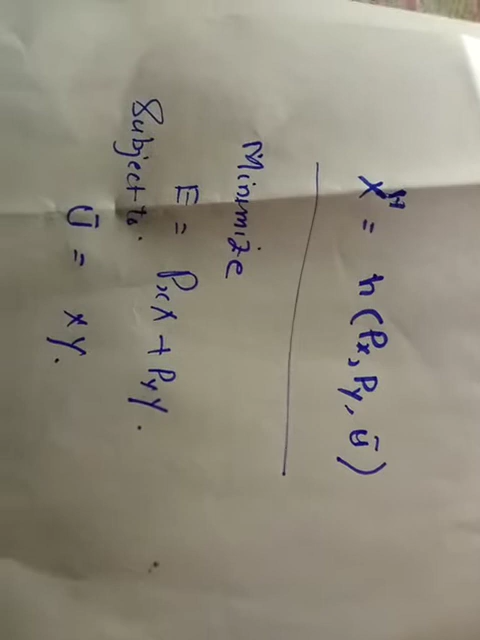 X^H = h(Px, Py, ū)
Minimize
E = Pxx + Pyy.
Subject to.
Ū = xy.